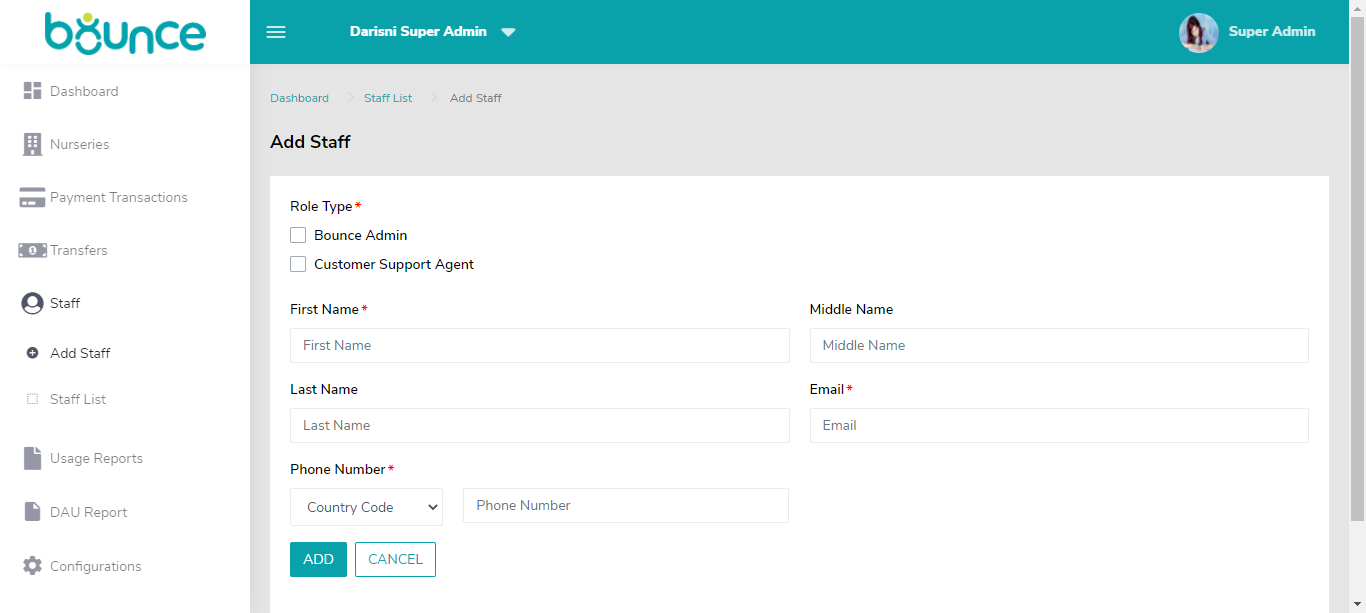 bounce
Darisni Super Admin
Super Admin
Dashboard
Nurseries
Payment Transactions
Transfers
Staff
Add Staff
Staff List
Usage Reports
DAU Report
Configurations
Dashboard Staff List Add Staff
Add Staff
Role Type*
Bounce Admin
Customer Support Agent
First Name*
First Name
Middle Name
Middle Name
Last Name
Last Name
Email*
Email
Phone Number*
Country Code
Phone Number
ADD
CANCEL